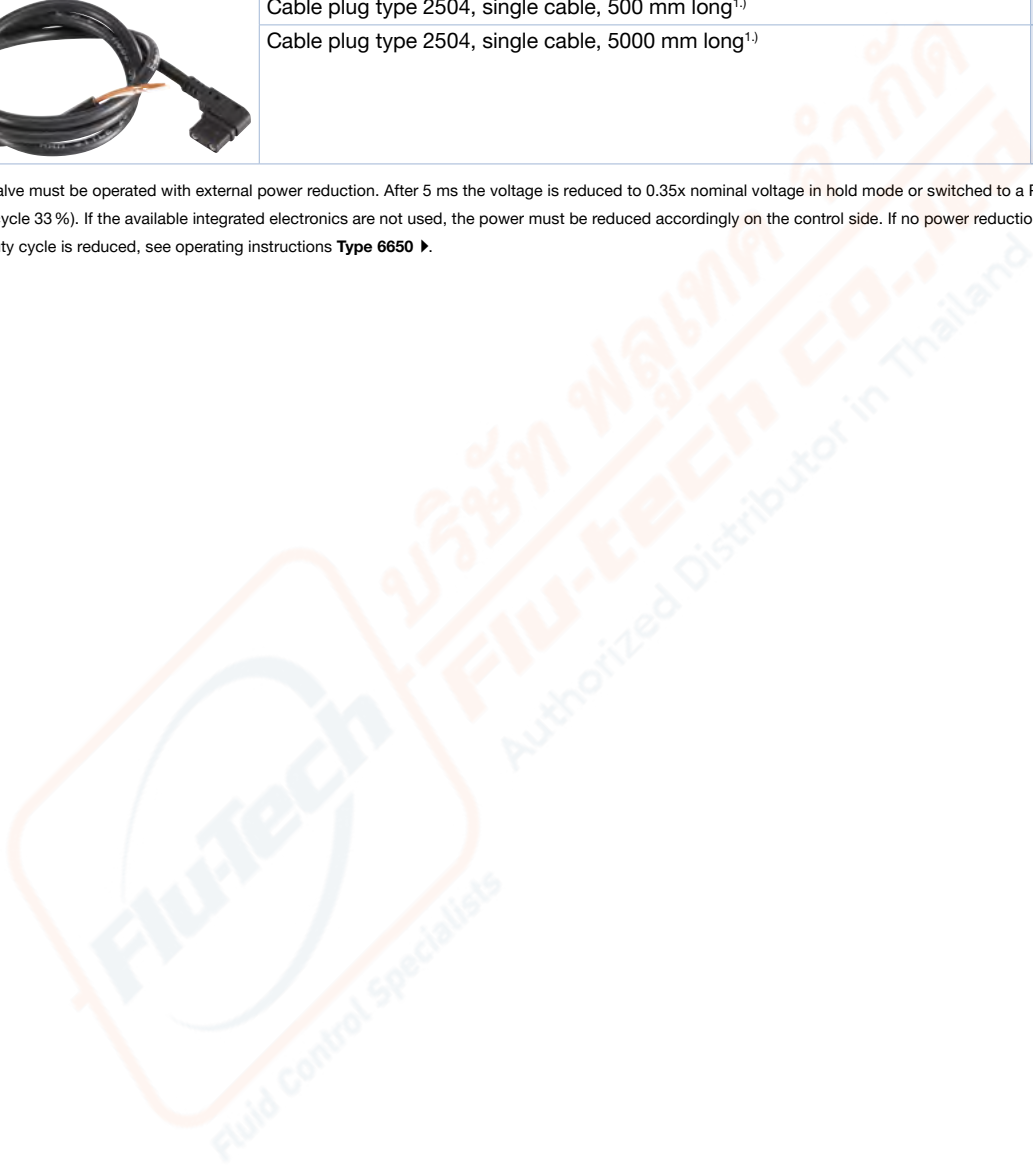 Cable plug type 2504, single cable, 500 mm long1.)
Cable plug type 2504, single cable, 5000 mm long1.)
alve must be operated with external power reduction. After 5 ms the voltage is reduced to 0.35x nominal voltage in hold mode or switched to a P
ycle 33 %). If the available integrated electronics are not used, the power must be reduced accordingly on the control side. If no power reductio
ty cycle is reduced, see operating instructions Type 6650
บริษัท ฟลูเทค จำกัด
Flu-tech co.,ltd
Authorized Distributor in Thailand
Flu-Tech
Fluid Control Specialists